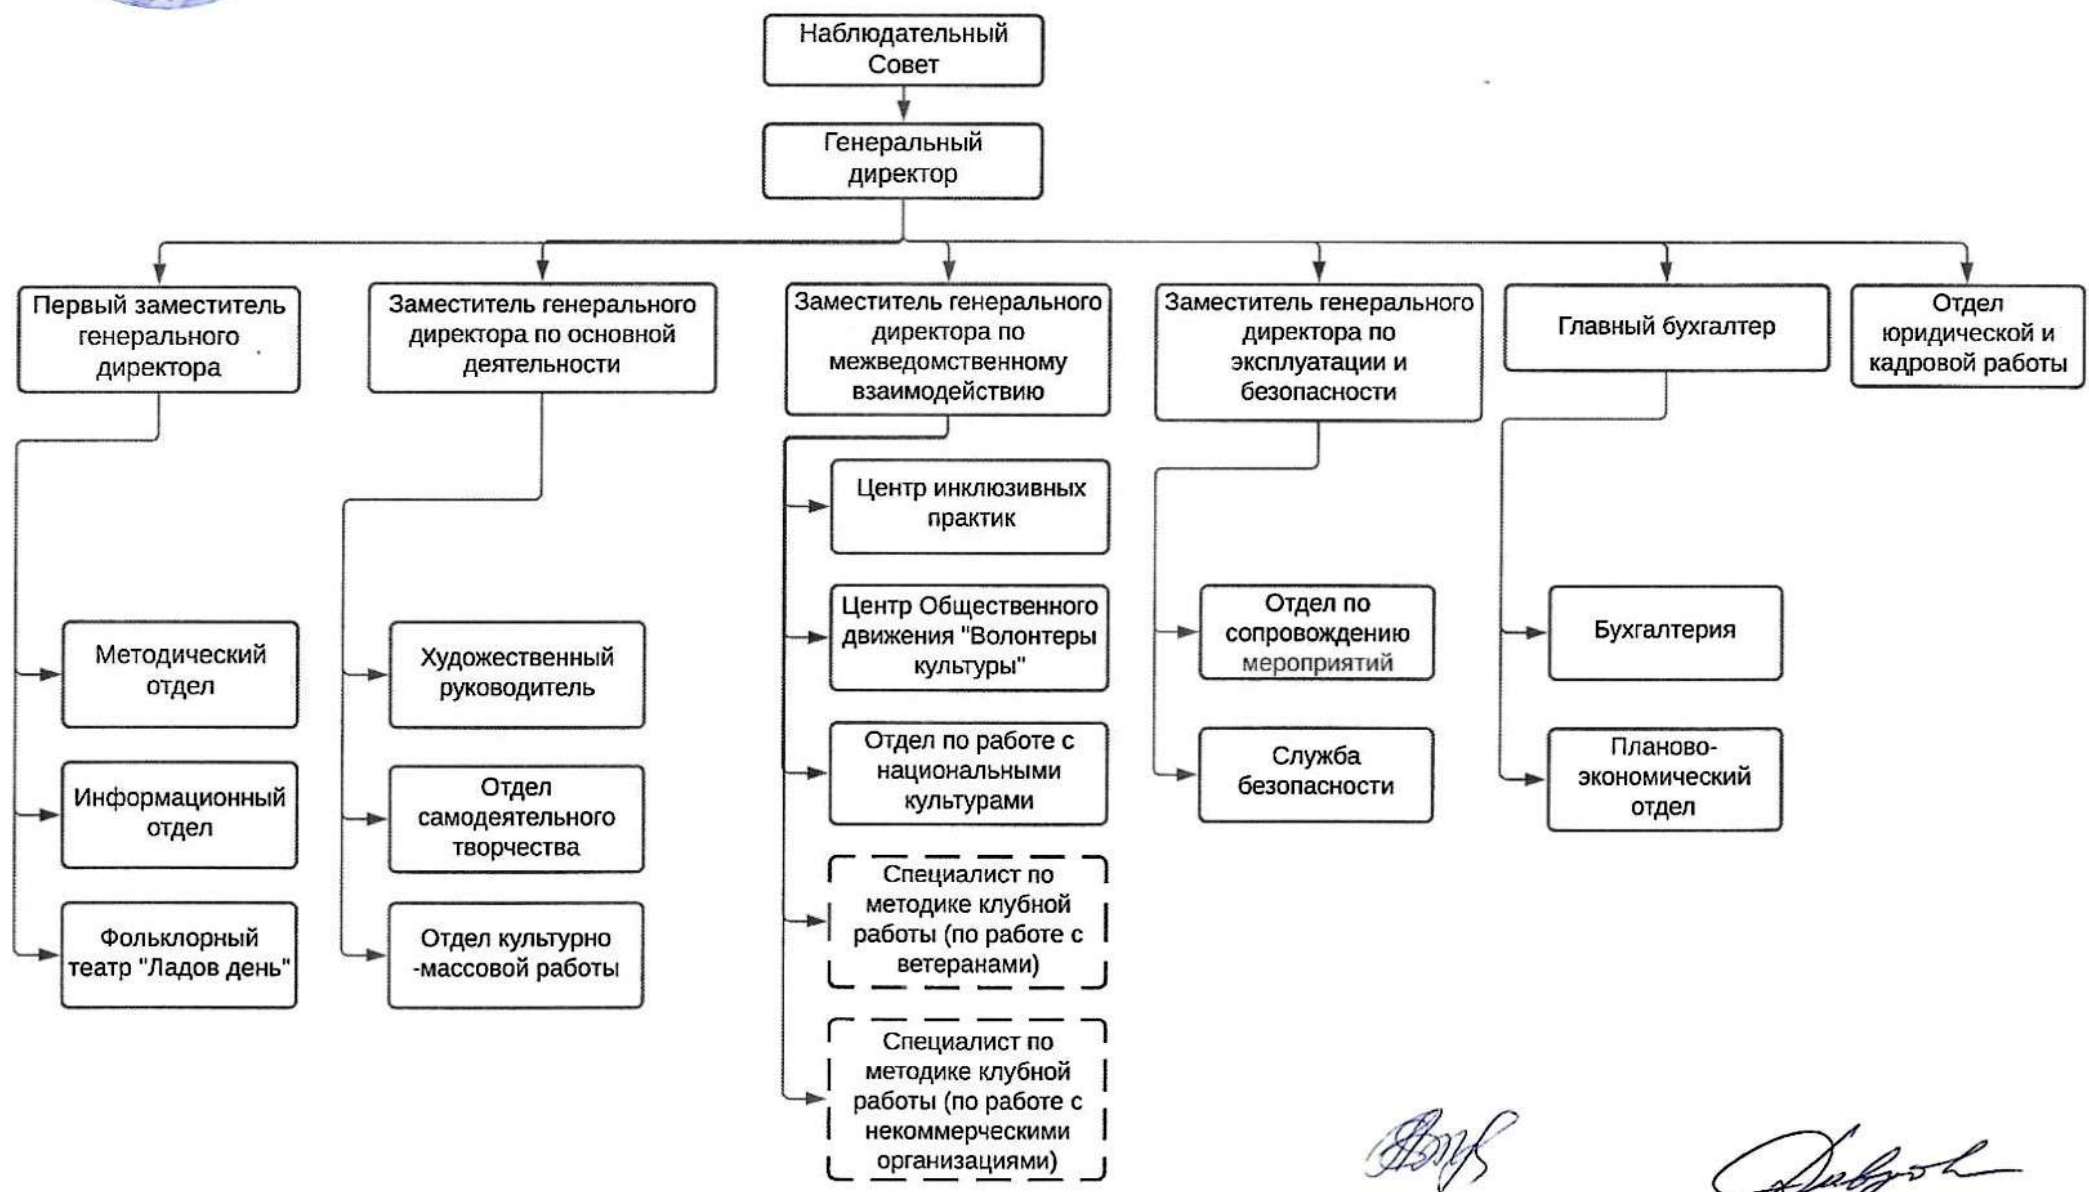 Наблюдательный
Совет
Генеральный
директор
Первый заместитель
генерального
директора
Заместитель генерального
директора по основной
деятельности
Заместитель генерального
директора по
межведомственному
взаимодействию
Заместитель генерального
директора по
эксплуатации и
безопасности
Главный бухгалтер
Отдел
юридической и
кадровой работы
Методический
отдел
Информационный
отдел
Фольклорный
театр "Ладов день"
Художественный
руководитель
Отдел
самодеятельного
творчества
Отдел культурно
-массовой работы
Центр инклюзивных
практик
Центр Общественного
движения "Волонтеры
культуры"
Отдел по работе с
национальными
культурами
Специалист по
методике клубной
работы (по работе с
ветеранами)
Специалист по
методике клубной
работы (по работе с
некоммерческими
организациями)
Отдел по
сопровождению
мероприятий
Служба
безопасности
Бухгалтерия
Планово-
экономический
отдел